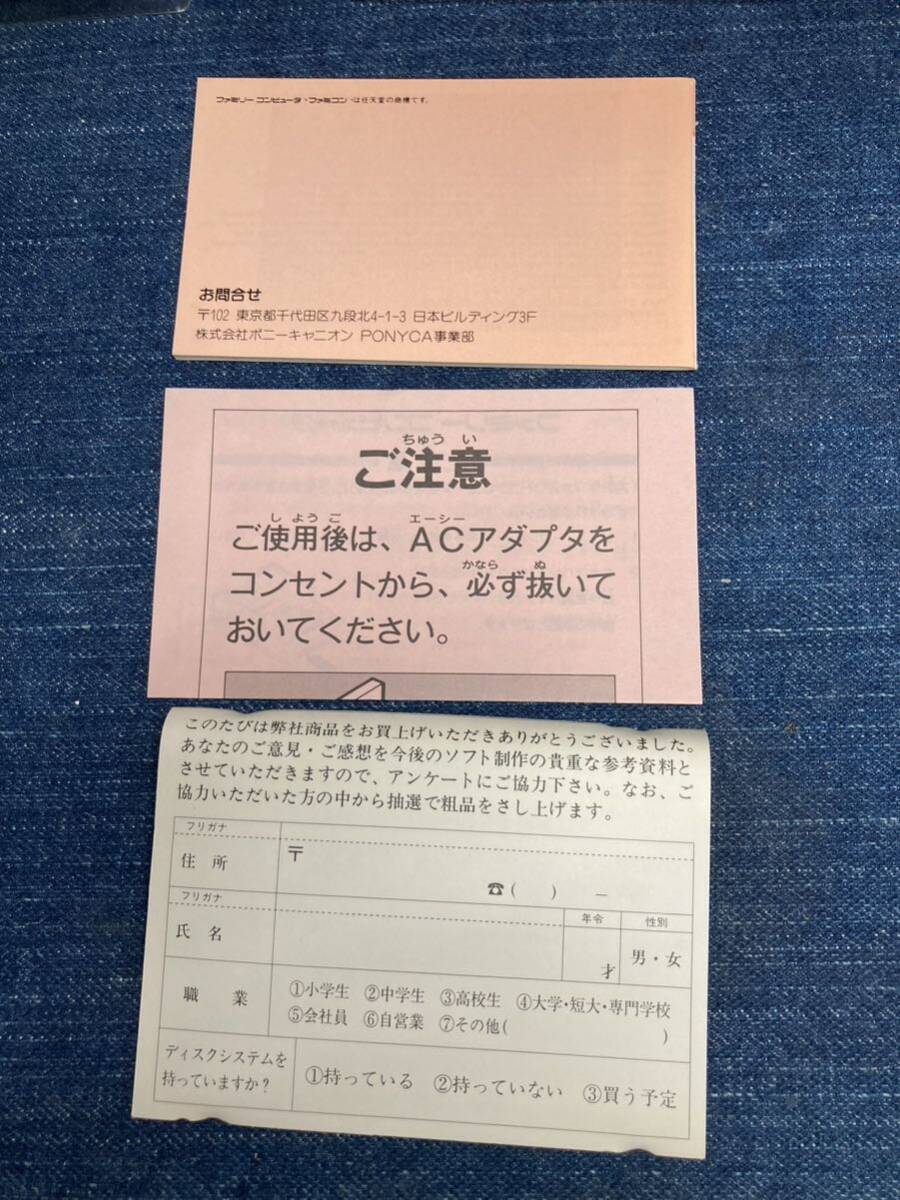 ファミリーコンピュータ・ファミコンは任天堂の商標です。
お問合せ
〒102 東京都千代田区九段北4-1-3 日本ビルディング3F
株式会社ポニーキャニオン PONYCA事業部
ちゅう い
ご注意
し よう ご エーシー
ご使用後は、ACアダプタを
かなら ぬ
コンセントから、必ず抜いて
おいてください。
このたびは弊社商品をお買上げいただきありがとうございました。
あなたのご意見・ご感想を今後のソフト制作の貴重な参考資料と
させていただきますので、アンケートにご協力下さい。なお、ご
協力いただいた方の中から抽選で粗品をさし上げます。
フリガナ
住所 〒
☎( ) ー
フリガナ
氏名
年令
才
性別
男・女
職業
①小学生 ②中学生 ③高校生 ④大学・短大・専門学校
⑤会社員 ⑥自営業 ⑦その他( )
ディスクシステムを
持っていますか?
①持っている ②持っていない ③買う予定